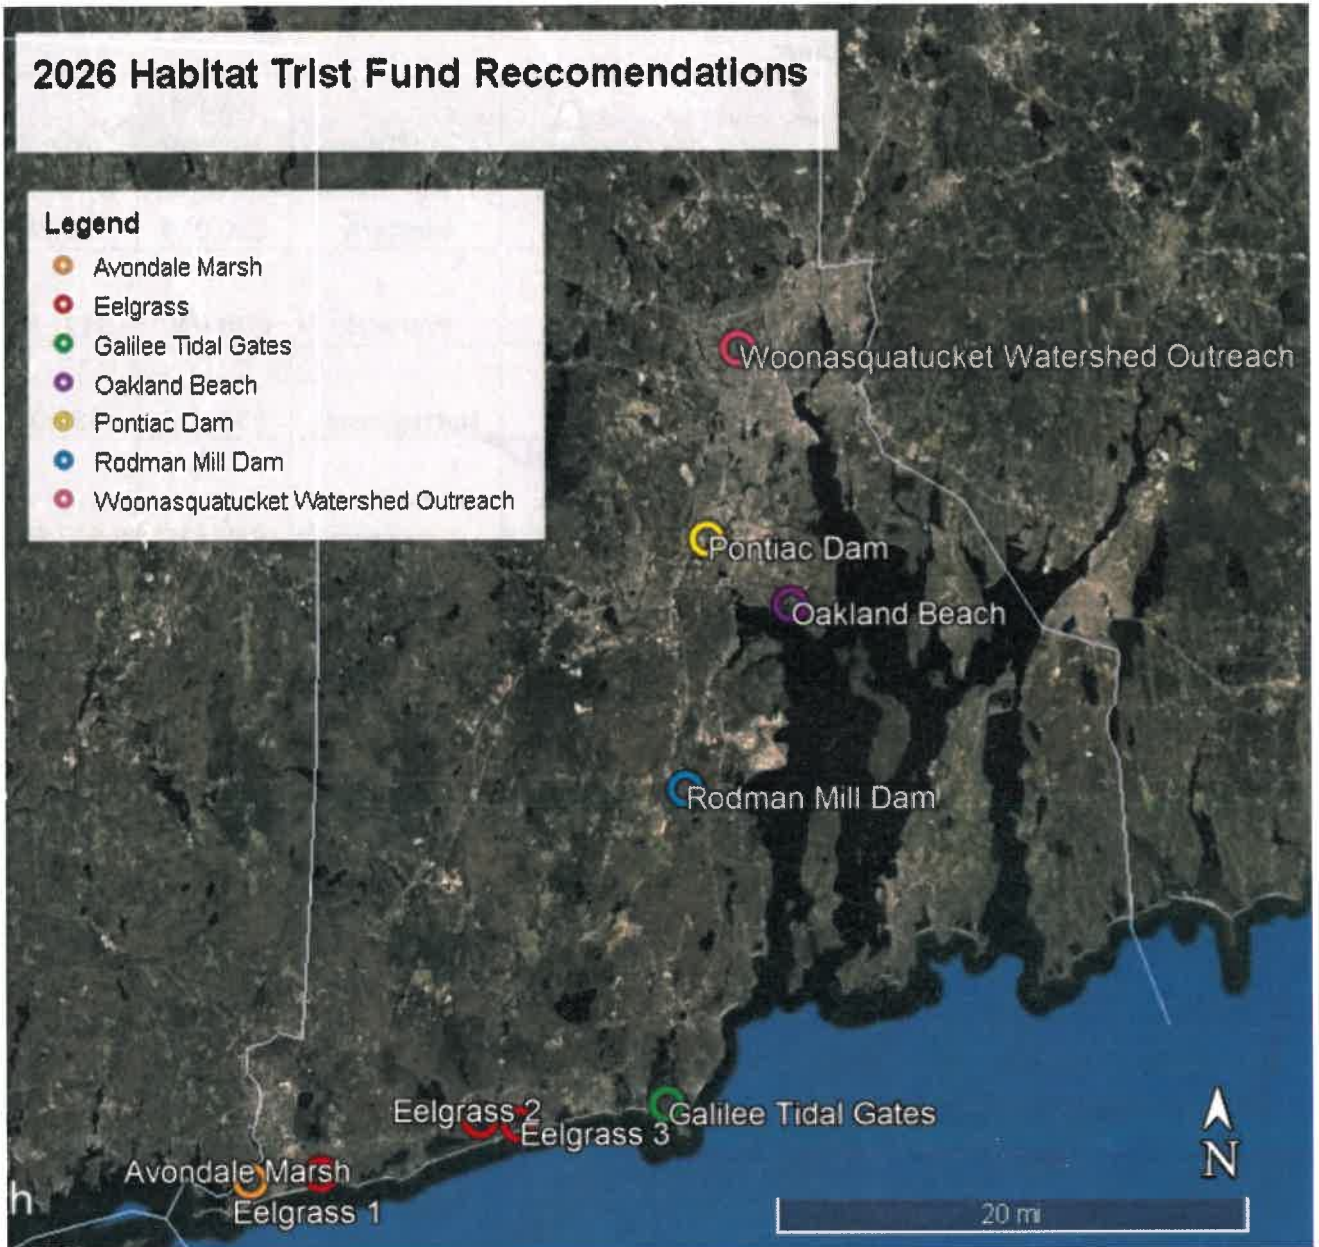 2026 Habitat Trist Fund Reccomendations
Legend
Avondale Marsh
Eelgrass
Galilee Tidal Gates
Oakland Beach
Pontiac Dam
Rodman Mill Dam
Woonasquatucket Watershed Outreach
Woonasquatucket Watershed Outreach
Pontiac Dam
Oakland Beach
Rodman Mill Dam
Eelgrass 2
Galilee Tidal Gates
Eelgrass 3
Avondale Marsh
h
Eelgrass 1
N
20 mi